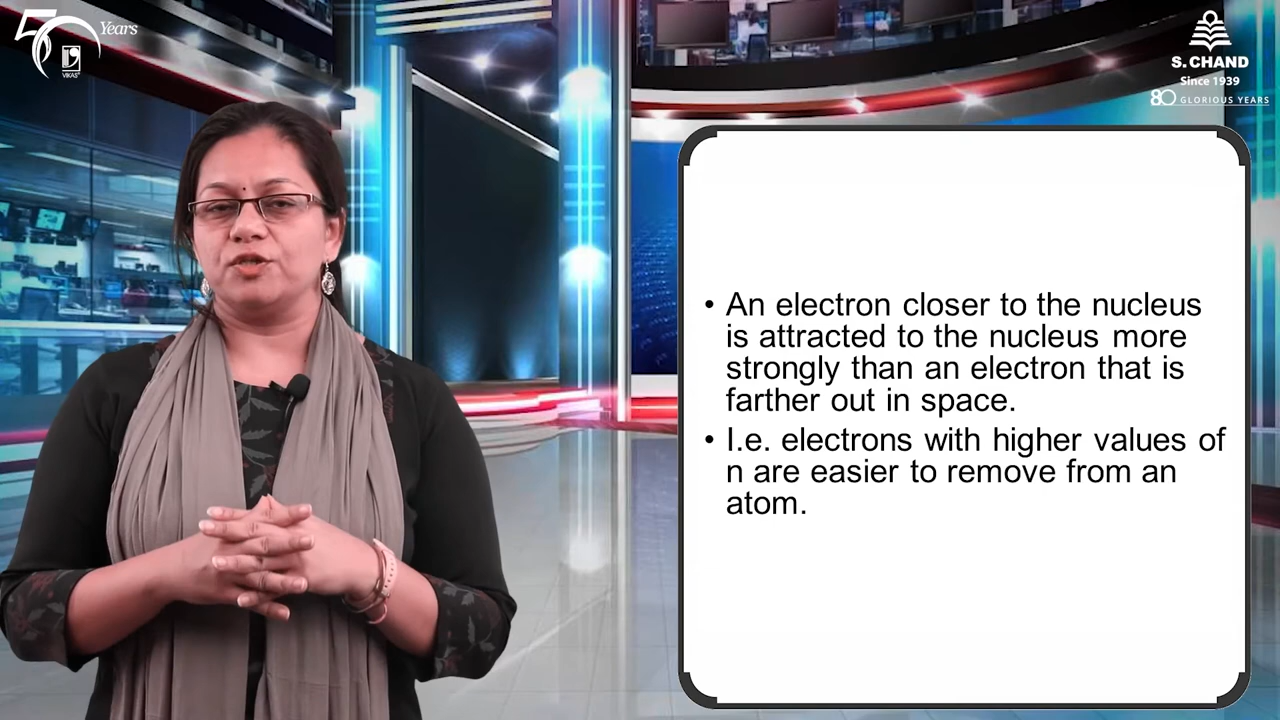 50 Years
VIKAS
S. CHAND
Since 1939
80 GLORIOUS YEARS
• An electron closer to the nucleus
is attracted to the nucleus more
strongly than an electron that is
farther out in space.
• I.e. electrons with higher values of
n are easier to remove from an
atom.